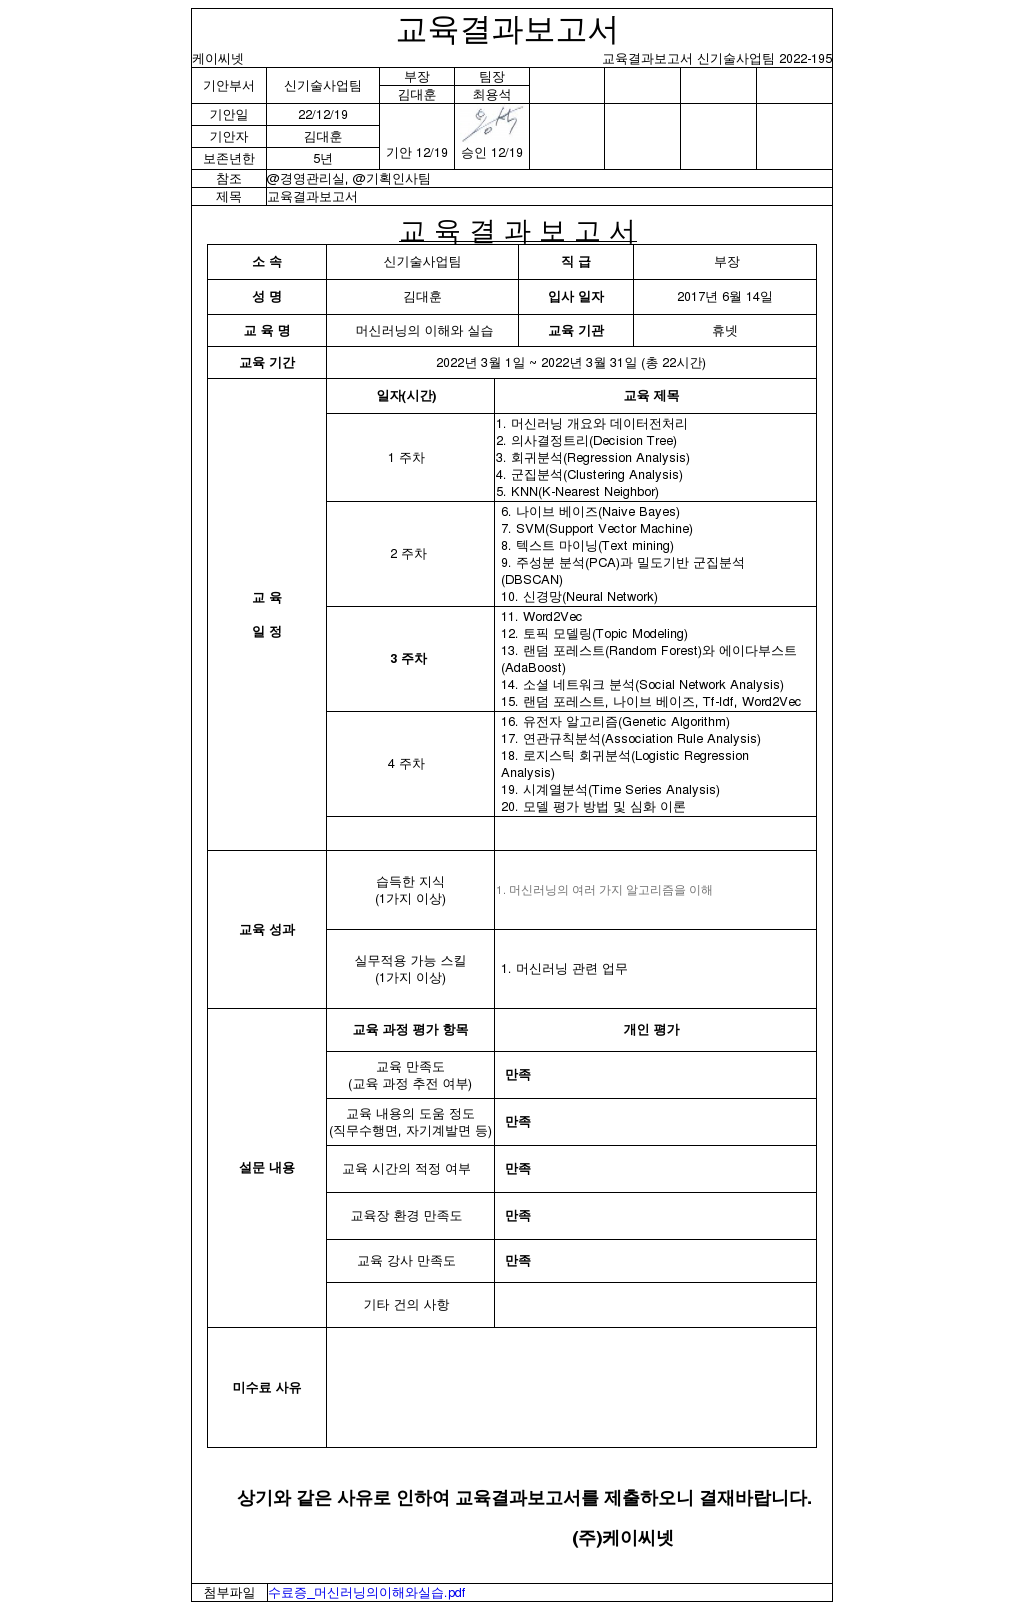 교육결과보고서
케이씨넷 교육결과보고서 신기술사업팀 2022-195
기안부서 신기술사업팀 부장 팀장
김대훈 최용석
기안일 22/12/19
기안자 김대훈
기안 12/19 승인 12/19
보존년한 5년
참조 @경영관리실, @기획인사팀
제목 교육결과보고서
교 육 결 과 보 고 서
소 속 신기술사업팀 직 급 부장
성 명 김대훈 입사 일자 2017년 6월 14일
교 육 명 머신러닝의 이해와 실습 교육 기관 휴넷
교육 기간 2022년 3월 1일 ~ 2022년 3월 31일 (총 22시간)
교 육
일 정
일자(시간) 교육 제목
1 주차
1. 머신러닝 개요와 데이터전처리
2. 의사결정트리(Decision Tree)
3. 회귀분석(Regression Analysis)
4. 군집분석(Clustering Analysis)
5. KNN(K-Nearest Neighbor)
2 주차
6. 나이브 베이즈(Naive Bayes)
7. SVM(Support Vector Machine)
8. 텍스트 마이닝(Text mining)
9. 주성분 분석(PCA)과 밀도기반 군집분석
(DBSCAN)
10. 신경망(Neural Network)
3 주차
11. Word2Vec
12. 토픽 모델링(Topic Modeling)
13. 랜덤 포레스트(Random Forest)와 에이다부스트
(AdaBoost)
14. 소셜 네트워크 분석(Social Network Analysis)
15. 랜덤 포레스트, 나이브 베이즈, Tf-Idf, Word2Vec
4 주차
16. 유전자 알고리즘(Genetic Algorithm)
17. 연관규칙분석(Association Rule Analysis)
18. 로지스틱 회귀분석(Logistic Regression
Analysis)
19. 시계열분석(Time Series Analysis)
20. 모델 평가 방법 및 심화 이론
교육 성과
습득한 지식
(1가지 이상)
1. 머신러닝의 여러 가지 알고리즘을 이해
실무적용 가능 스킬
(1가지 이상)
1. 머신러닝 관련 업무
설문 내용
교육 과정 평가 항목 개인 평가
교육 만족도
(교육 과정 추전 여부)
만족
교육 내용의 도움 정도
(직무수행면, 자기계발면 등)
만족
교육 시간의 적정 여부 만족
교육장 환경 만족도 만족
교육 강사 만족도 만족
기타 건의 사항
미수료 사유
상기와 같은 사유로 인하여 교육결과보고서를 제출하오니 결재바랍니다.
(주)케이씨넷
첨부파일 수료증_머신러닝의이해와실습.pdf